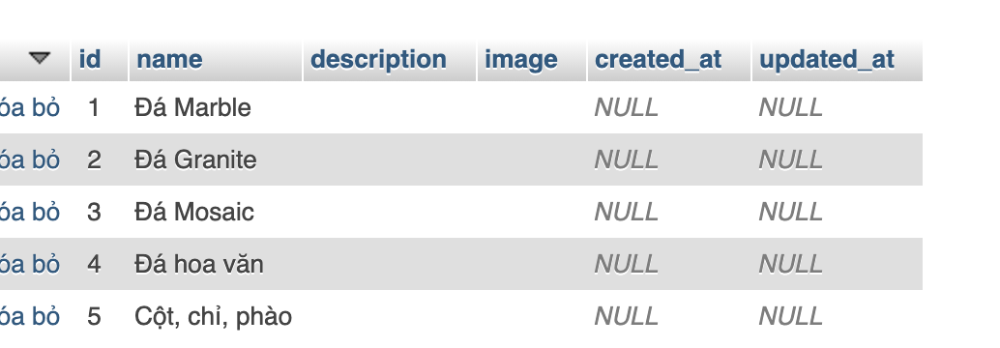 id name description image created_at updated_at
óa bỏ 1 Đá Marble NULL NULL
óa bỏ 2 Đá Granite NULL NULL
óa bỏ 3 Đá Mosaic NULL NULL
óa bỏ 4 Đá hoa văn NULL NULL
óa bỏ 5 Cột, chỉ, phào NULL NULL